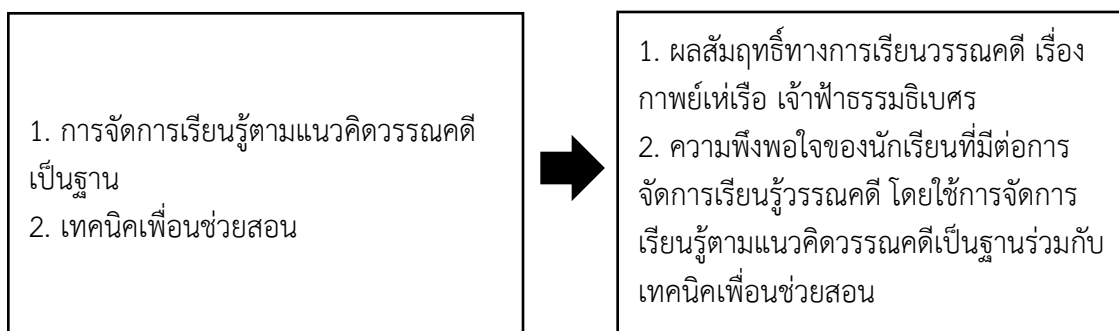 1. การจัดการเรียนรู้ตามแนวคิดวรรณคดี
เป็นฐาน
2. เทคนิคเพื่อนช่วยสอน
1. ผลสัมฤทธิ์ทางการเรียนวรรณคดี เรื่อง
กาพย์เห่เรือ เจ้าฟ้าธรรมธิเบศร
2. ความพึงพอใจของนักเรียนที่มีต่อการ
จัดการเรียนรู้วรรณคดี โดยใช้การจัดการ
เรียนรู้ตามแนวคิดวรรณคดีเป็นฐานร่วมกับ
เทคนิคเพื่อนช่วยสอน